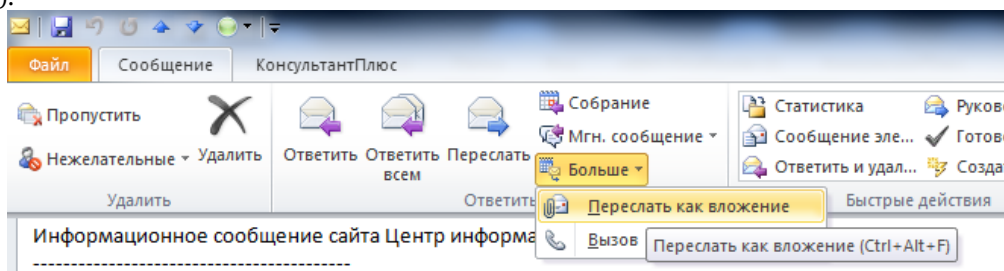 ).
Файл Сообщение КонсультантПлюс
Пропустить
Нежелательные
Удалить
Удалить
Ответить
Ответить всем
Переслать
Собрание
Мгн. сообщение
Больше
Ответить
Статистика
Сообщение эле...
Ответить и удал...
Руково
Готово
Созда
Быстрые действия
Переслать как вложение
Вызов
Переслать как вложение (Ctrl+Alt+F)
Информационное сообщение сайта Центр информа
-------------------------------------------